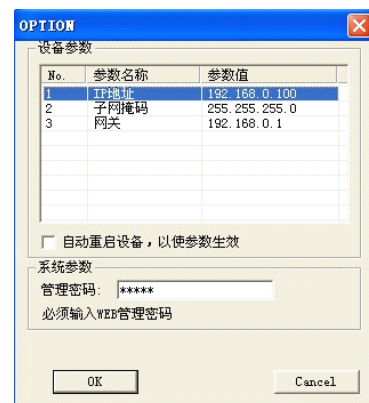 OPTION
设备参数
No. 参数名称 参数值
1 IP地址 192.168.0.100
2 子网掩码 255.255.255.0
3 网关 192.168.0.1
自动重启设备，以使参数生效
系统参数
管理密码: *****
必须输入WEB管理密码
OK Cancel